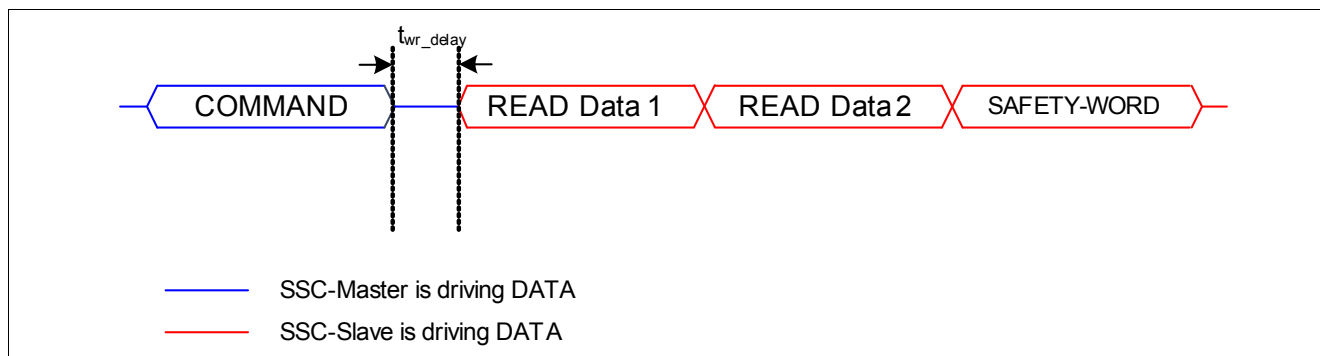 twr_delay
COMMAND READ Data 1 READ Data 2 SAFETY-WORD
SSC-Master is driving DATA
SSC-Slave is driving DATA